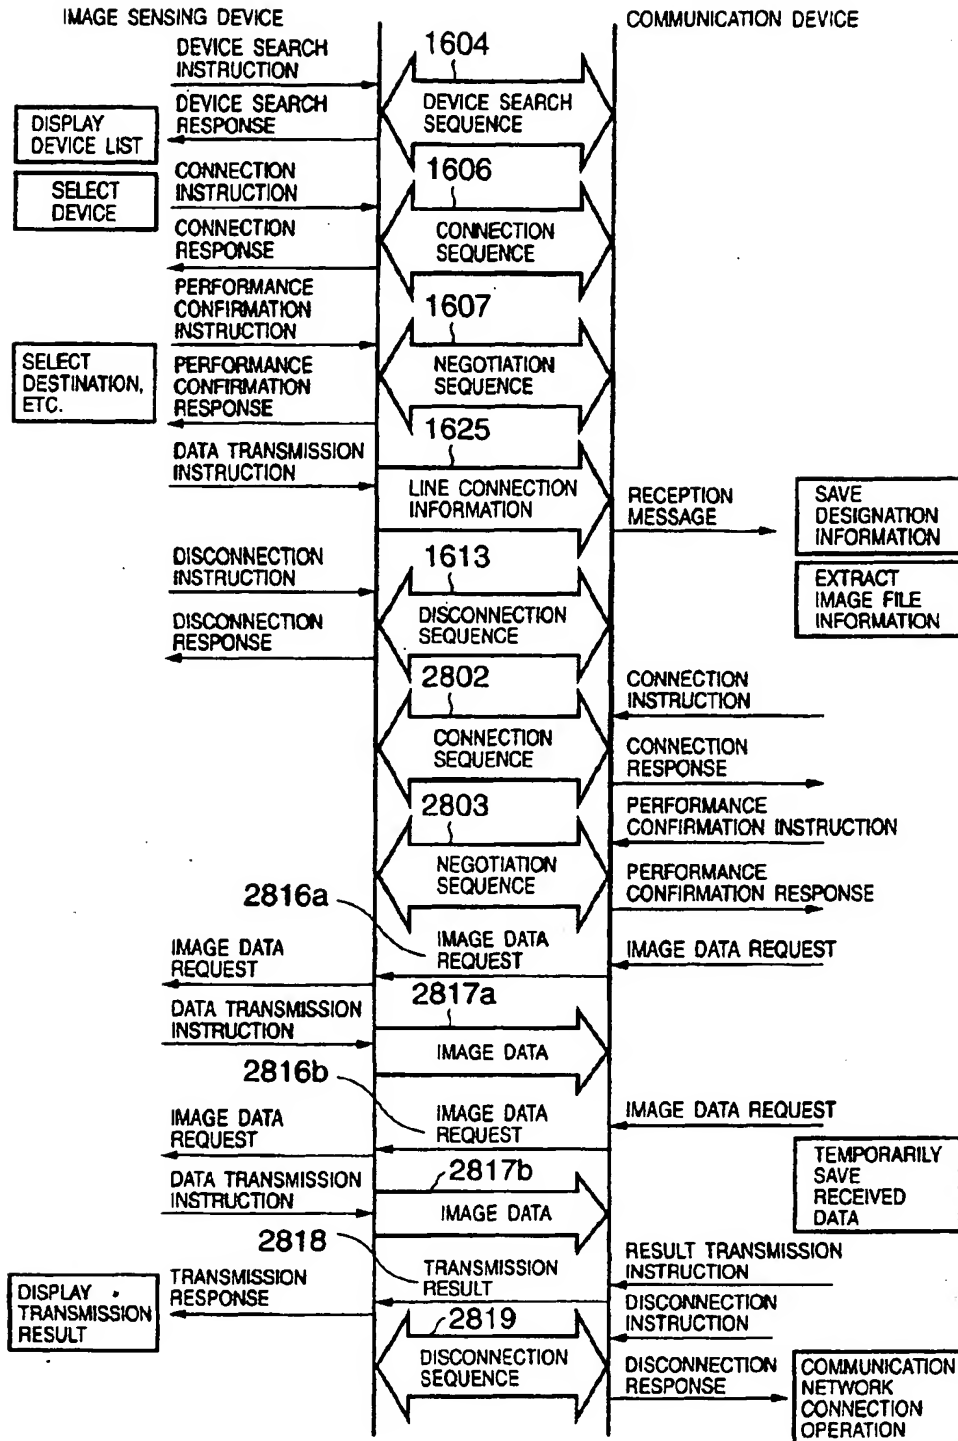 IMAGE SENSING DEVICE
COMMUNICATION DEVICE
DEVICE SEARCH
INSTRUCTION
1604
DEVICE SEARCH
SEQUENCE
DEVICE SEARCH
RESPONSE
DISPLAY
DEVICE LIST
CONNECTION
INSTRUCTION
1606
SELECT
DEVICE
CONNECTION
RESPONSE
CONNECTION
SEQUENCE
PERFORMANCE
CONFIRMATION
INSTRUCTION
1607
NEGOTIATION
SEQUENCE
SELECT
DESTINATION,
ETC.
PERFORMANCE
CONFIRMATION
RESPONSE
1625
DATA TRANSMISSION
INSTRUCTION
LINE CONNECTION
INFORMATION
RECEPTION
MESSAGE
SAVE
DESIGNATION
INFORMATION
DISCONNECTION
INSTRUCTION
1613
EXTRACT
IMAGE FILE
INFORMATION
DISCONNECTION
RESPONSE
DISCONNECTION
SEQUENCE
2802
CONNECTION
INSTRUCTION
CONNECTION
SEQUENCE
CONNECTION
RESPONSE
2803
PERFORMANCE
CONFIRMATION INSTRUCTION
NEGOTIATION
SEQUENCE
PERFORMANCE
CONFIRMATION RESPONSE
2816a
IMAGE DATA
REQUEST
IMAGE DATA
REQUEST
IMAGE DATA REQUEST
2817a
DATA TRANSMISSION
INSTRUCTION
IMAGE DATA
2816b
IMAGE DATA
REQUEST
IMAGE DATA
REQUEST
IMAGE DATA REQUEST
2817b
DATA TRANSMISSION
INSTRUCTION
IMAGE DATA
TEMPORARILY
SAVE
RECEIVED
DATA
2818
RESULT TRANSMISSION
INSTRUCTION
TRANSMISSION
RESULT
TRANSMISSION
RESPONSE
DISPLAY
TRANSMISSION
RESULT
DISCONNECTION
INSTRUCTION
2819
DISCONNECTION
SEQUENCE
DISCONNECTION
RESPONSE
COMMUNICATION
NETWORK
CONNECTION
OPERATION